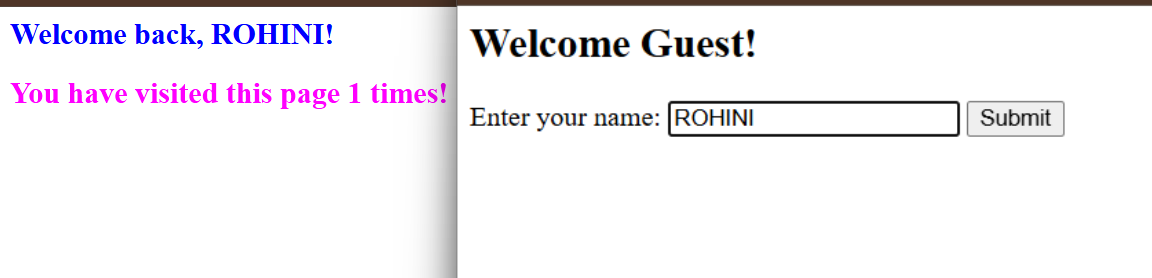 Welcome back, ROHINI!
You have visited this page 1 times!
Welcome Guest!
Enter your name: ROHINI Submit